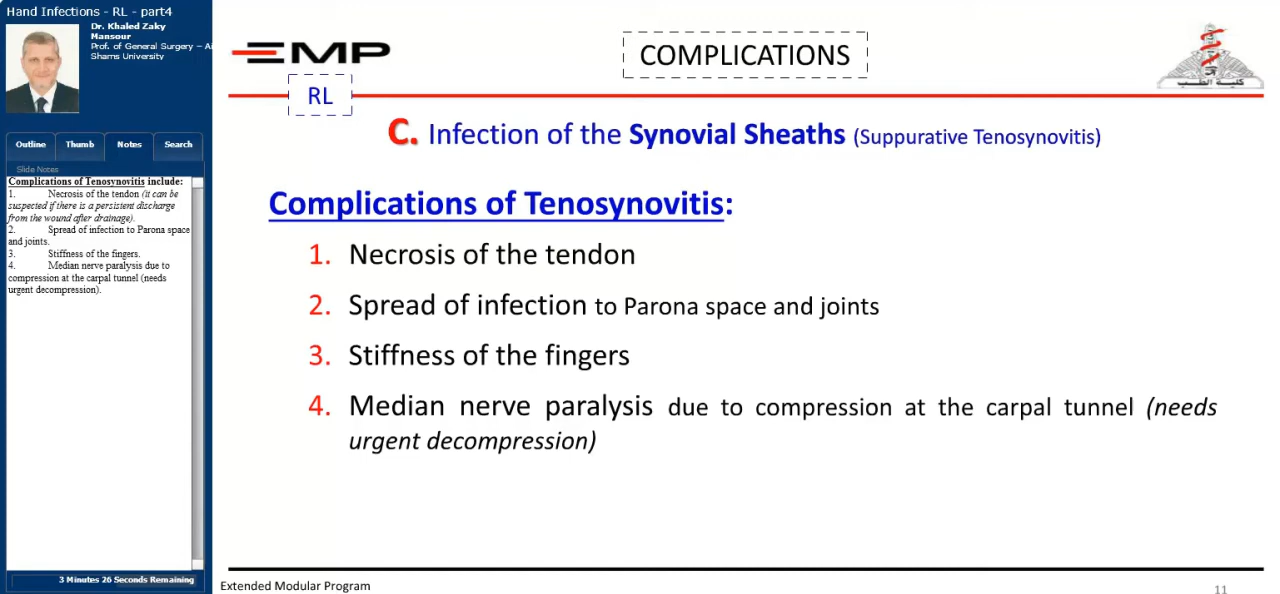 Hand Infections - RL - part4
Dr. Khaled Zaky
Mansour
Prof. of General Surgery – Ai
Shams University
Outline
Thumb
Notes
Search
Slide Notes
Complications of Tenosynovitis include:
1. Necrosis of the tendon (it can be
suspected if there is a persistent discharge
from the wound after drainage).
2. Spread of infection to Parona space
and joints.
3. Stiffness of the fingers.
4. Median nerve paralysis due to
compression at the carpal tunnel (needs
urgent decompression).
3 Minutes 26 Seconds Remaining
EMP
COMPLICATIONS
كلية الطب
RL
C. Infection of the Synovial Sheaths (Suppurative Tenosynovitis)
Complications of Tenosynovitis:
1. Necrosis of the tendon
2. Spread of infection to Parona space and joints
3. Stiffness of the fingers
4. Median nerve paralysis due to compression at the carpal tunnel (needs
urgent decompression)
Extended Modular Program
11